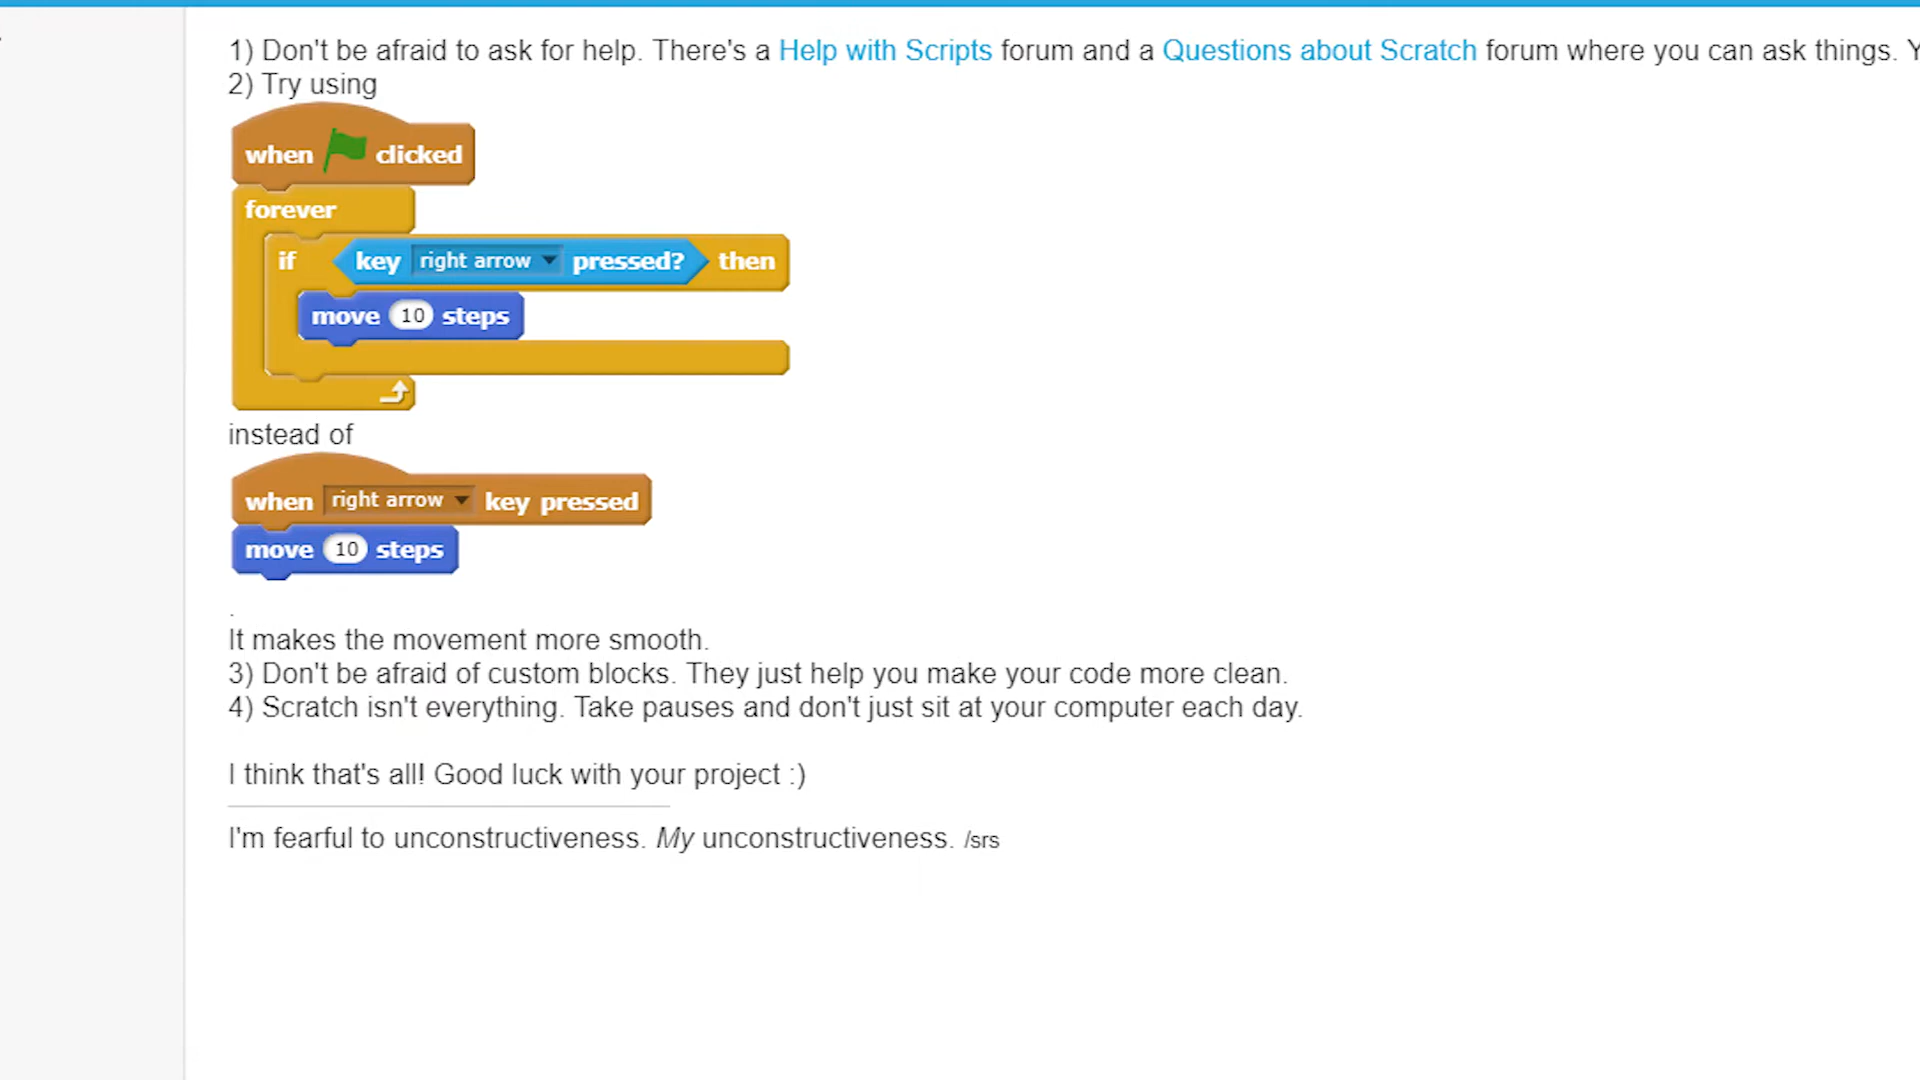 1) Don't be afraid to ask for help. There's a Help with Scripts forum and a Questions about Scratch forum where you can ask things.
2) Try using
when clicked
forever
if key right arrow pressed? then
move 10 steps
instead of
when right arrow key pressed
move 10 steps
.
It makes the movement more smooth.
3) Don't be afraid of custom blocks. They just help you make your code more clean.
4) Scratch isn't everything. Take pauses and don't just sit at your computer each day.
I think that's all! Good luck with your project :)
I'm fearful to unconstructiveness. My unconstructiveness. /srs